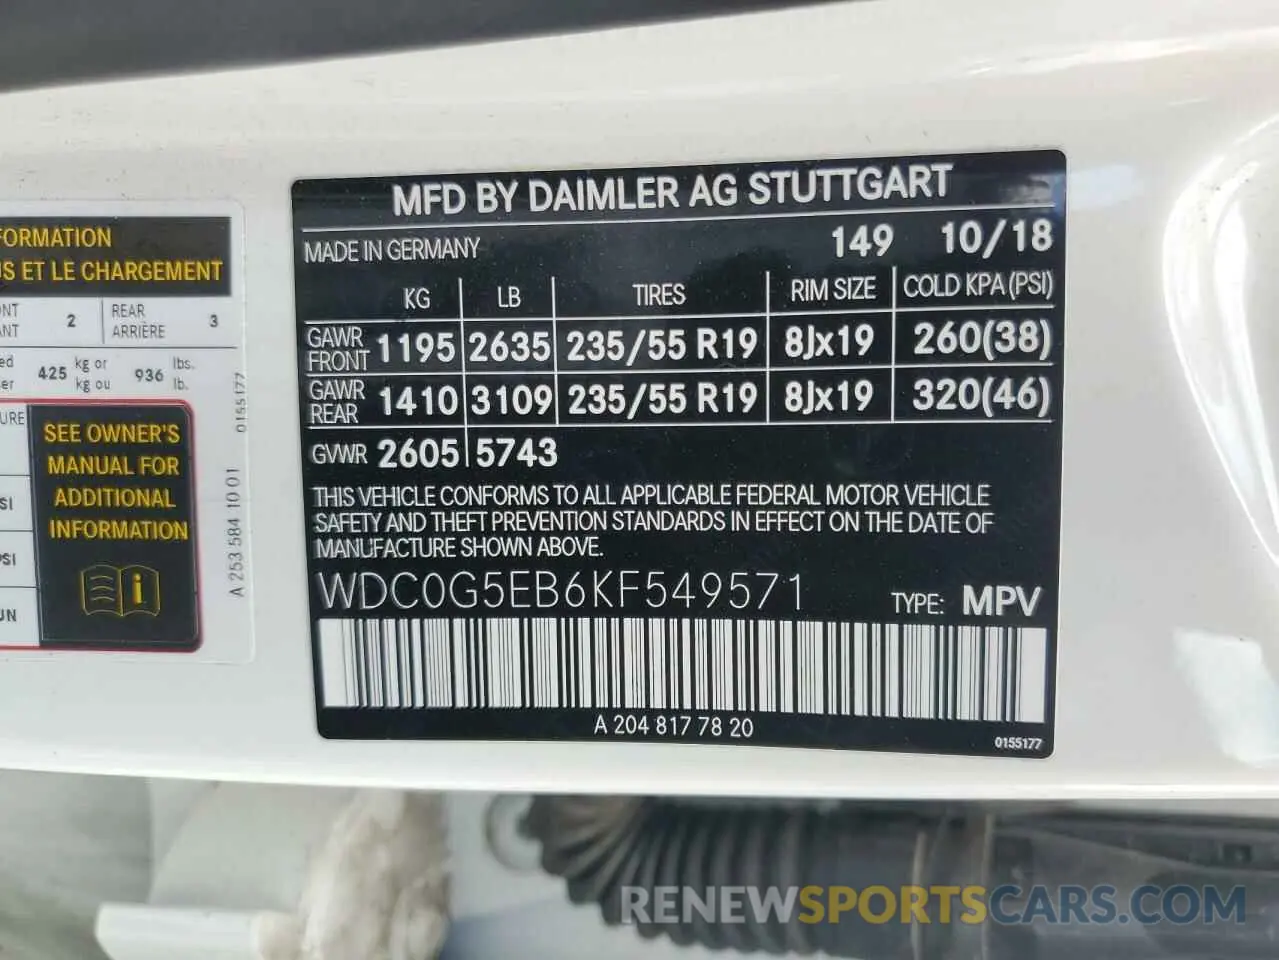 FORMATION
US ET LE CHARGEMENT
REAR
ARRIÈRE
2
3
425 kg or 936 lbs.
kg ou lb.
0155177
SEE OWNER'S
MANUAL FOR
ADDITIONAL
INFORMATION
A 253 584 10 01
MFD BY DAIMLER AG STUTTGART
MADE IN GERMANY 149 10/18
KG LB TIRES RIM SIZE COLD KPA (PSI)
GAWR FRONT 1195 2635 235/55 R19 8Jx19 260(38)
GAWR REAR 1410 3109 235/55 R19 8Jx19 320(46)
GVWR 2605 5743
THIS VEHICLE CONFORMS TO ALL APPLICABLE FEDERAL MOTOR VEHICLE
SAFETY AND THEFT PREVENTION STANDARDS IN EFFECT ON THE DATE OF
MANUFACTURE SHOWN ABOVE.
WDC0G5EB6KF549571 TYPE: MPV
A 204 817 78 20
0155177
RENEWSPORTSCARS.COM